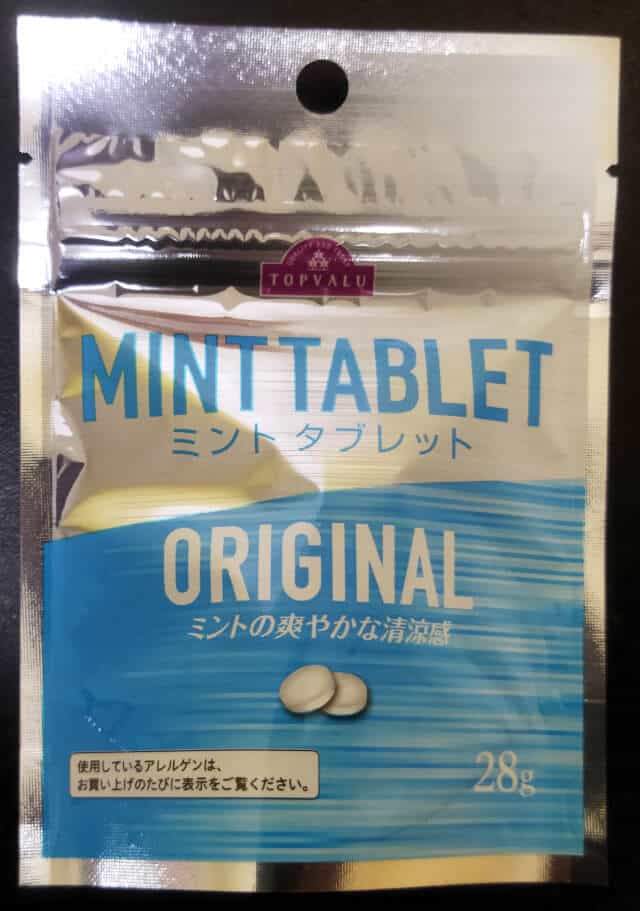 TOPVALU
MINT TABLET
ミント タブレット
ORIGINAL
ミントの爽やかな清涼感
使用しているアレルゲンは、
お買い上げのたびに表示をご覧ください。
28g